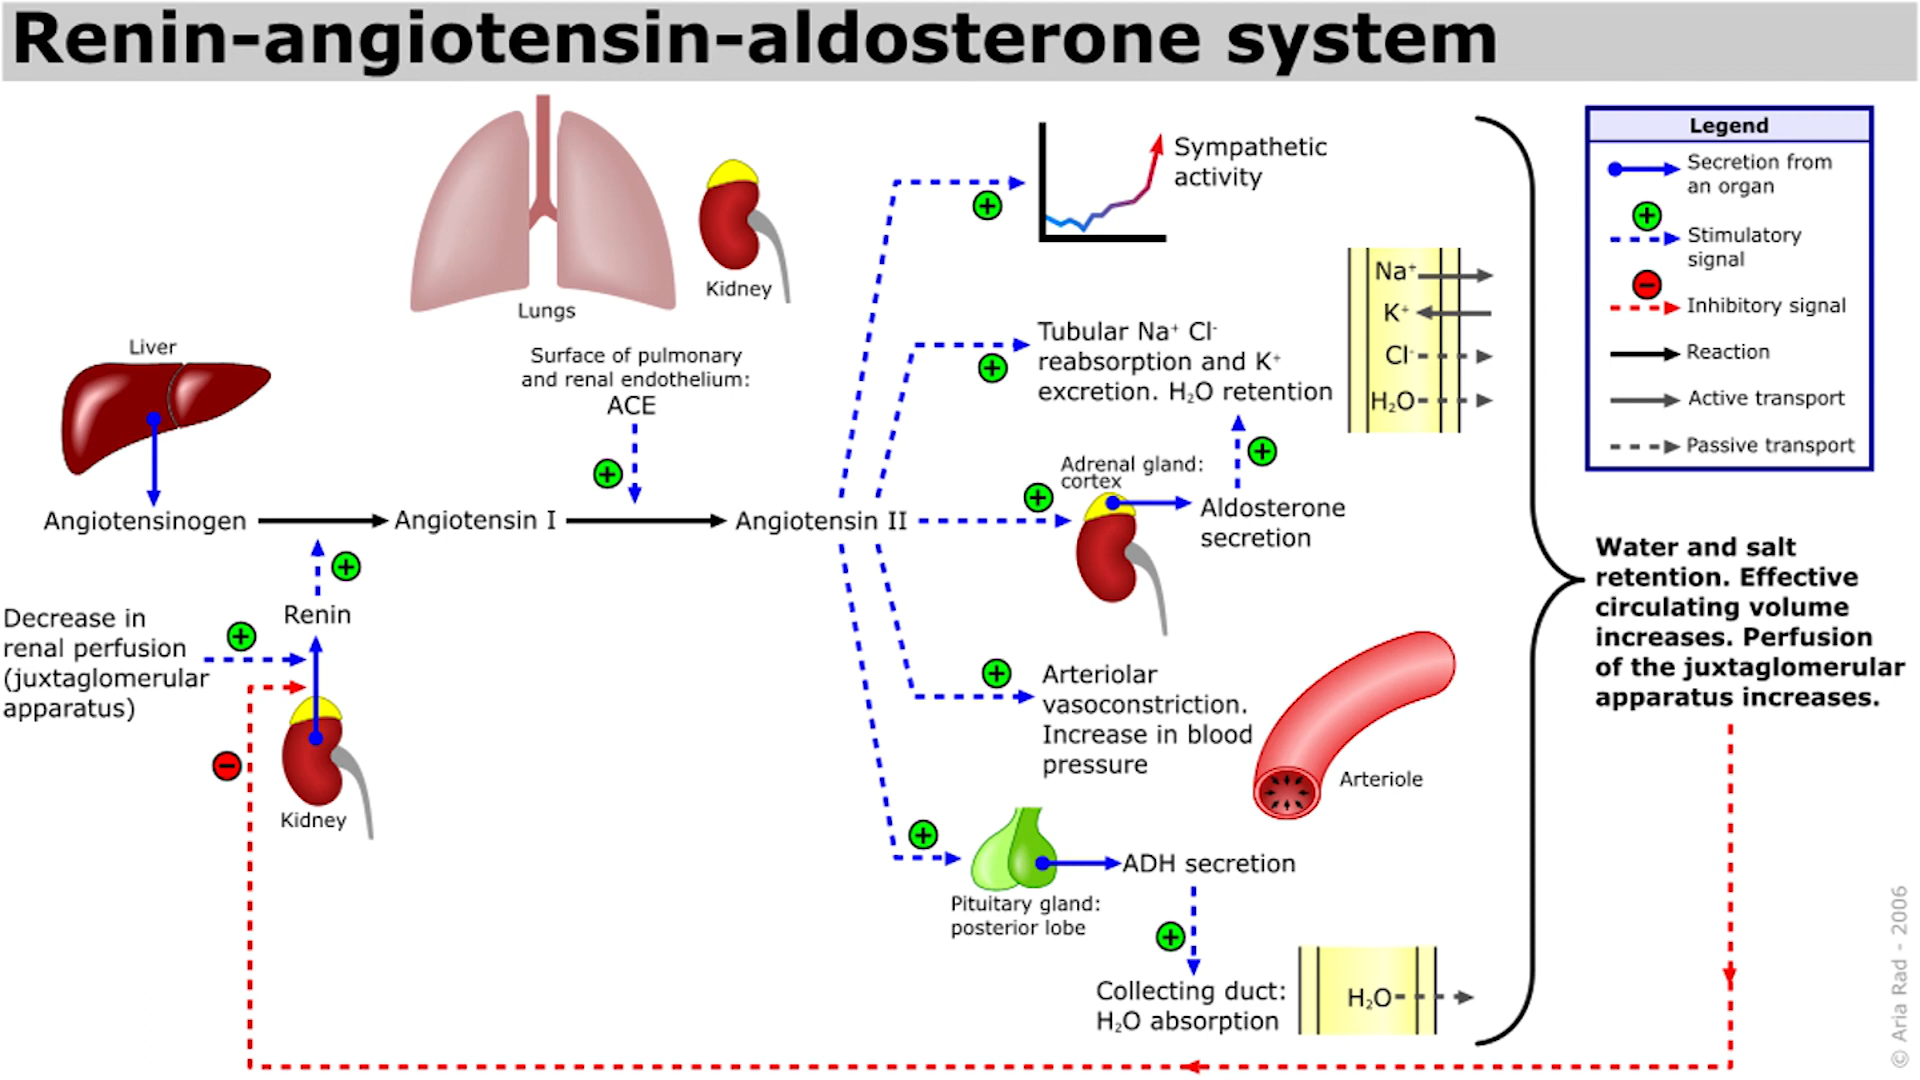 Renin-angiotensin-aldosterone system
Lungs
Kidney
Liver
Surface of pulmonary
and renal endothelium:
ACE
Angiotensinogen
Angiotensin I
Angiotensin II
Renin
Decrease in
renal perfusion
(juxtaglomerular
apparatus)
Kidney
Sympathetic
activity
Tubular Na⁺ Cl⁻
reabsorption and K⁺
excretion. H₂O retention
Na⁺
K⁺
Cl⁻
H₂O
Adrenal gland:
cortex
Aldosterone
secretion
Arteriolar
vasoconstriction.
Increase in blood
pressure
Arteriole
ADH secretion
Pituitary gland:
posterior lobe
Collecting duct:
H₂O absorption
H₂O
Legend
Secretion from
an organ
Stimulatory
signal
Inhibitory signal
Reaction
Active transport
Passive transport
Water and salt
retention. Effective
circulating volume
increases. Perfusion
of the juxtaglomerular
apparatus increases.
© Aria Rad - 2006